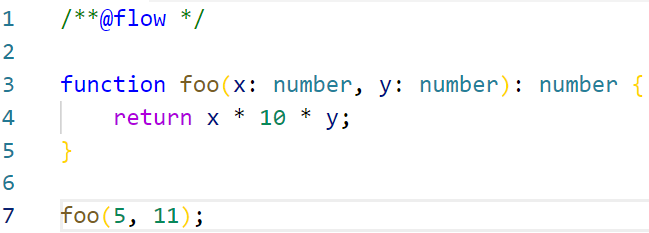 1 /**@flow */
2
3 function foo(x: number, y: number): number {
4     return x * 10 * y;
5 }
6
7 foo(5, 11);